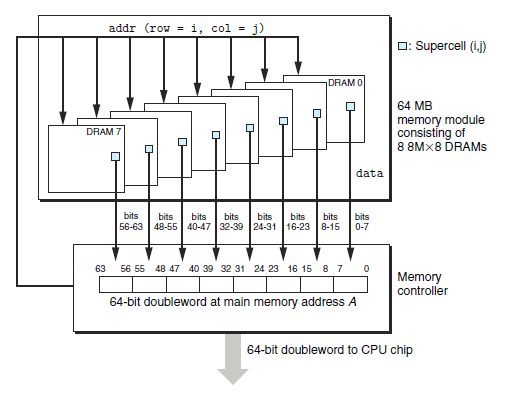 addr (row = i, col = j)
: Supercell (i,j)
DRAM 0
64 MB
memory module
consisting of
8 8M×8 DRAMs
DRAM 7
data
bits bits bits bits bits bits bits bits
56-63 48-55 40-47 32-39 24-31 16-23 8-15 0-7
63 56 55 48 47 40 39 32 31 24 23 16 15 8 7 0
64-bit doubleword at main memory address A
Memory
controller
64-bit doubleword to CPU chip